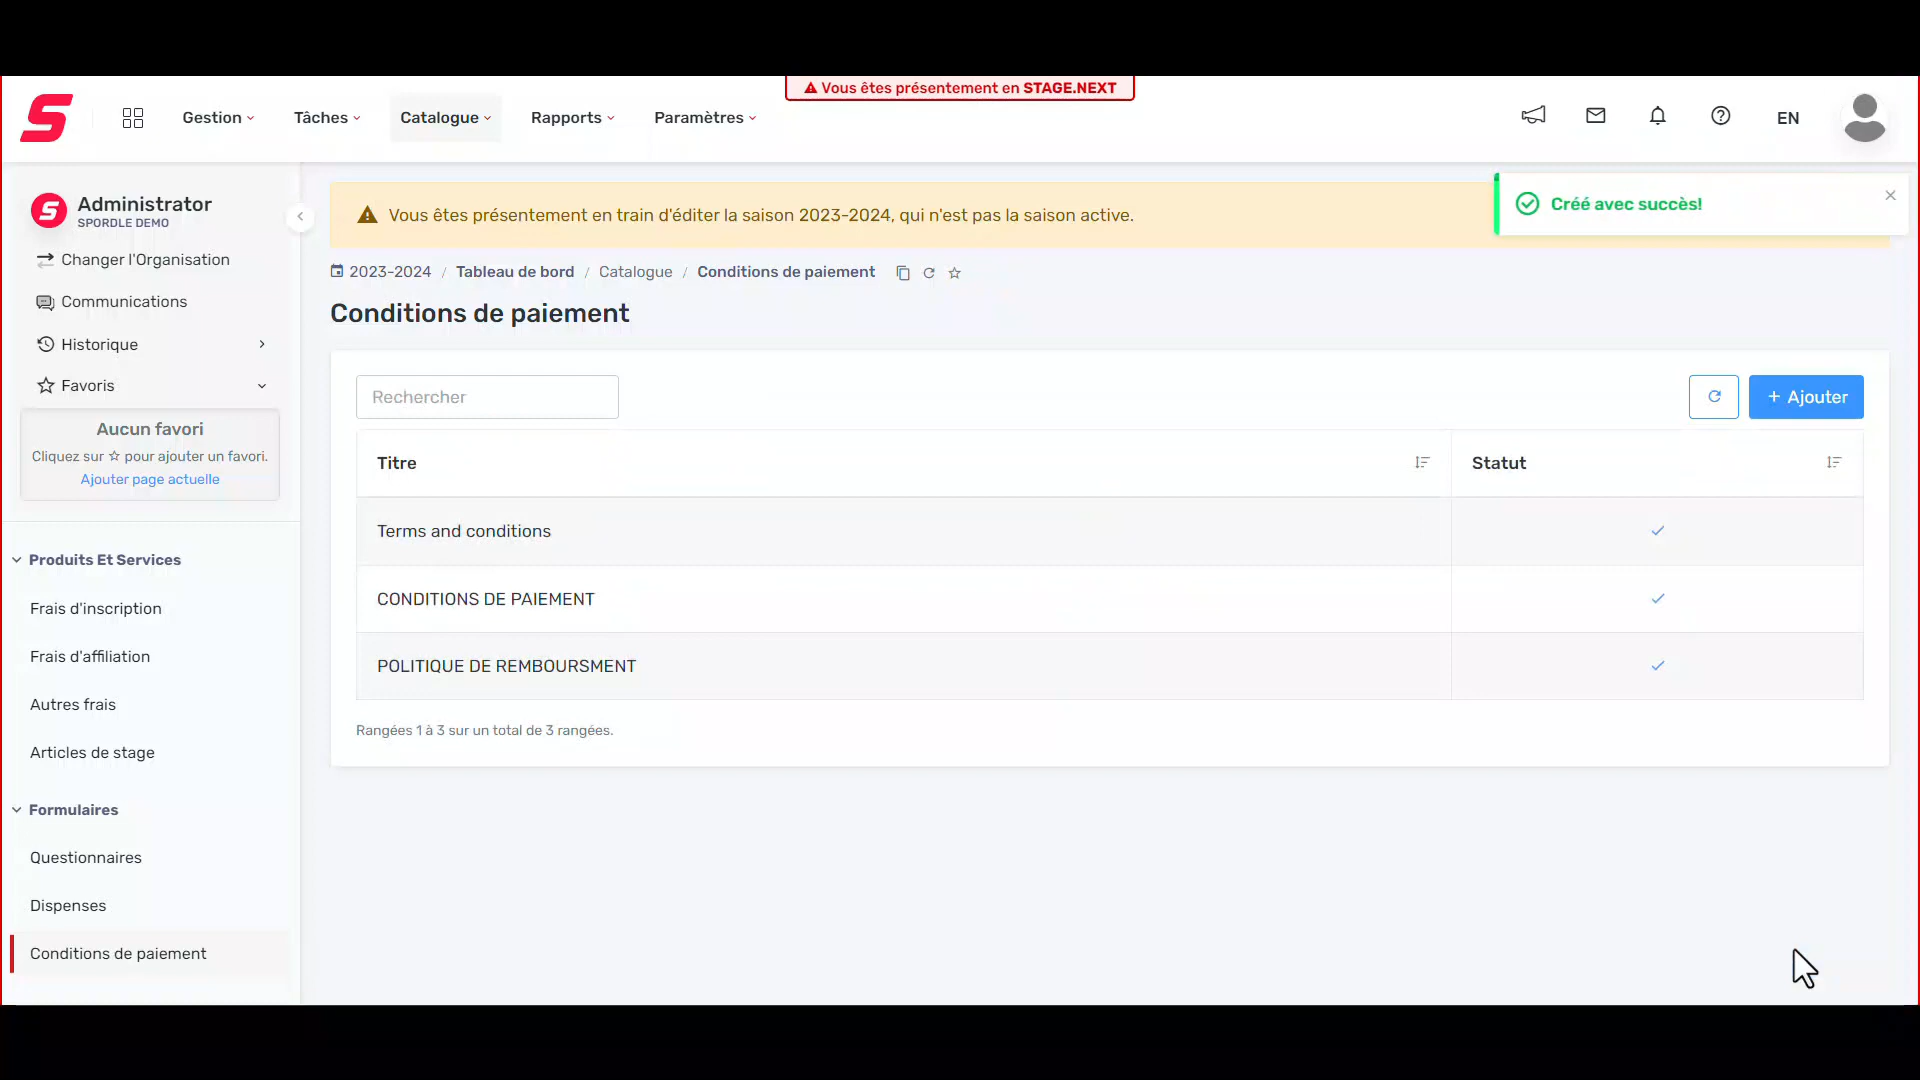 Vous êtes présentement en STAGE.NEXT
Gestion
Tâches
Catalogue
Rapports
Paramètres
EN
Administrator
SPORDLE DEMO
Changer l'Organisation
Communications
Historique
Favoris
Aucun favori
Cliquez sur ☆ pour ajouter un favori.
Ajouter page actuelle
Produits Et Services
Frais d'inscription
Frais d'affiliation
Autres frais
Articles de stage
Formulaires
Questionnaires
Dispenses
Conditions de paiement
Vous êtes présentement en train d'éditer la saison 2023-2024, qui n'est pas la saison active.
Créé avec succès!
2023-2024 / Tableau de bord / Catalogue / Conditions de paiement
Conditions de paiement
Rechercher
+ Ajouter
Titre Statut
Terms and conditions
CONDITIONS DE PAIEMENT
POLITIQUE DE REMBOURSMENT
Rangées 1 à 3 sur un total de 3 rangées.